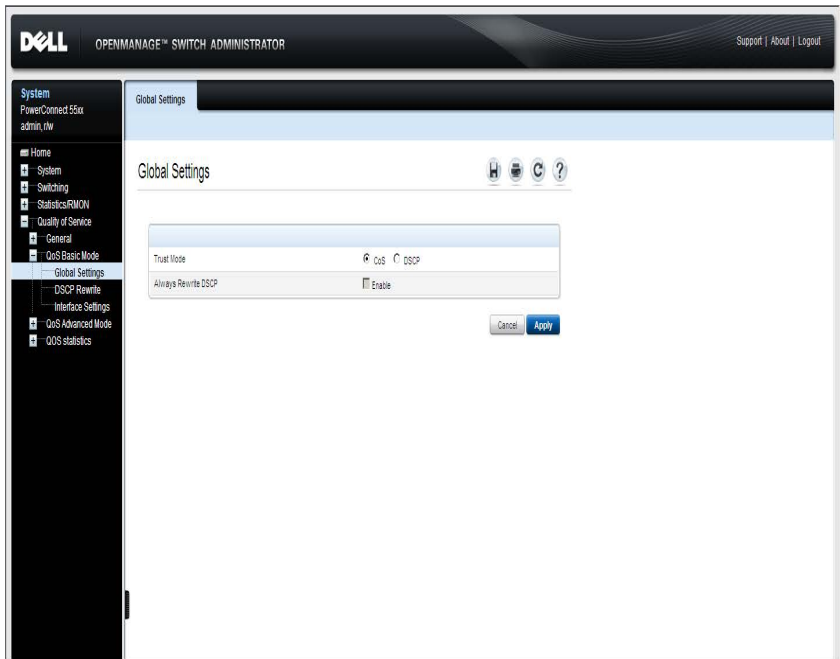 DELL OPENMANAGE™ SWITCH ADMINISTRATOR
Support | About | Logout
System
PowerConnect 55xx
admin, r/w
Home
System
Switching
Statistics/RMON
Quality of Service
General
QoS Basic Mode
Global Settings
DSCP Rewrite
Interface Settings
QoS Advanced Mode
QOS statistics
Global Settings
Global Settings
Trust Mode CoS DSCP
Always Rewrite DSCP Enable
Cancel Apply